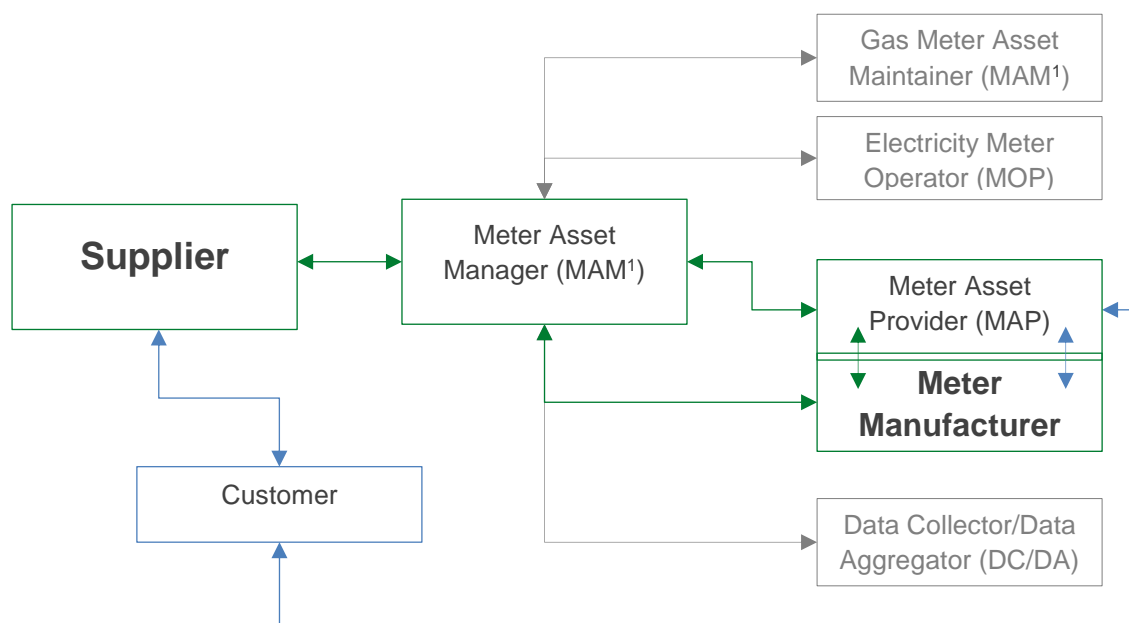 Gas Meter Asset
Maintainer (MAM¹)
Electricity Meter
Operator (MOP)
Supplier
Meter Asset
Manager (MAM¹)
Meter Asset
Provider (MAP)
Meter
Manufacturer
Customer
Data Collector/Data
Aggregator (DC/DA)